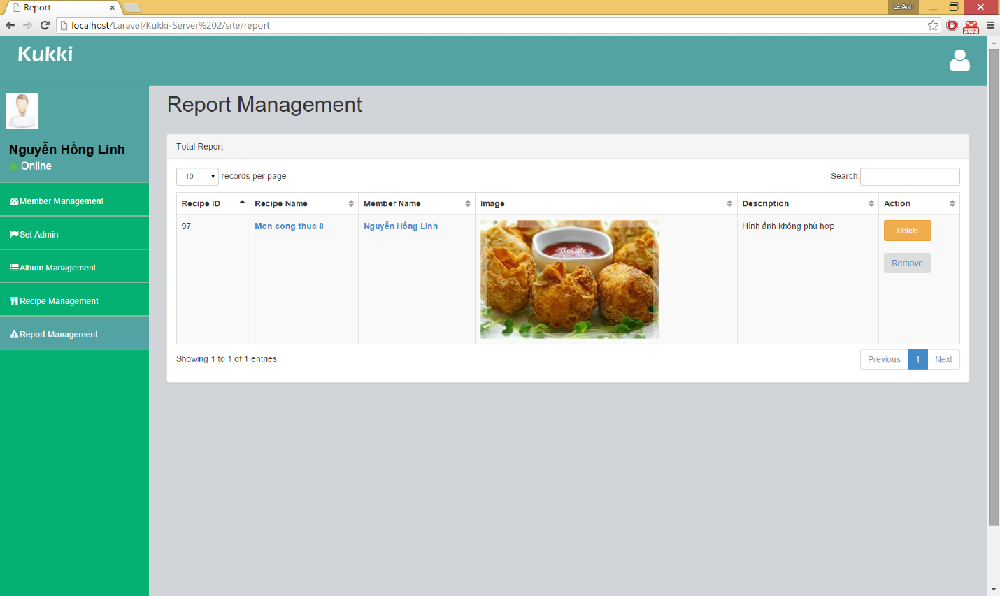 Report
Lê Anh
localhost/Laravel/Kukki-Server%202/site/report
2932
Kukki
Nguyễn Hồng Linh
Online
Member Management
Set Admin
Album Management
Recipe Management
Report Management
Report Management
Total Report
10 records per page Search:
Recipe ID Recipe Name Member Name Image Description Action
97 Mon cong thuc 8 Nguyễn Hồng Linh Cook Life Hình ảnh không phù hợp Delete
Remove
Showing 1 to 1 of 1 entries Previous 1 Next